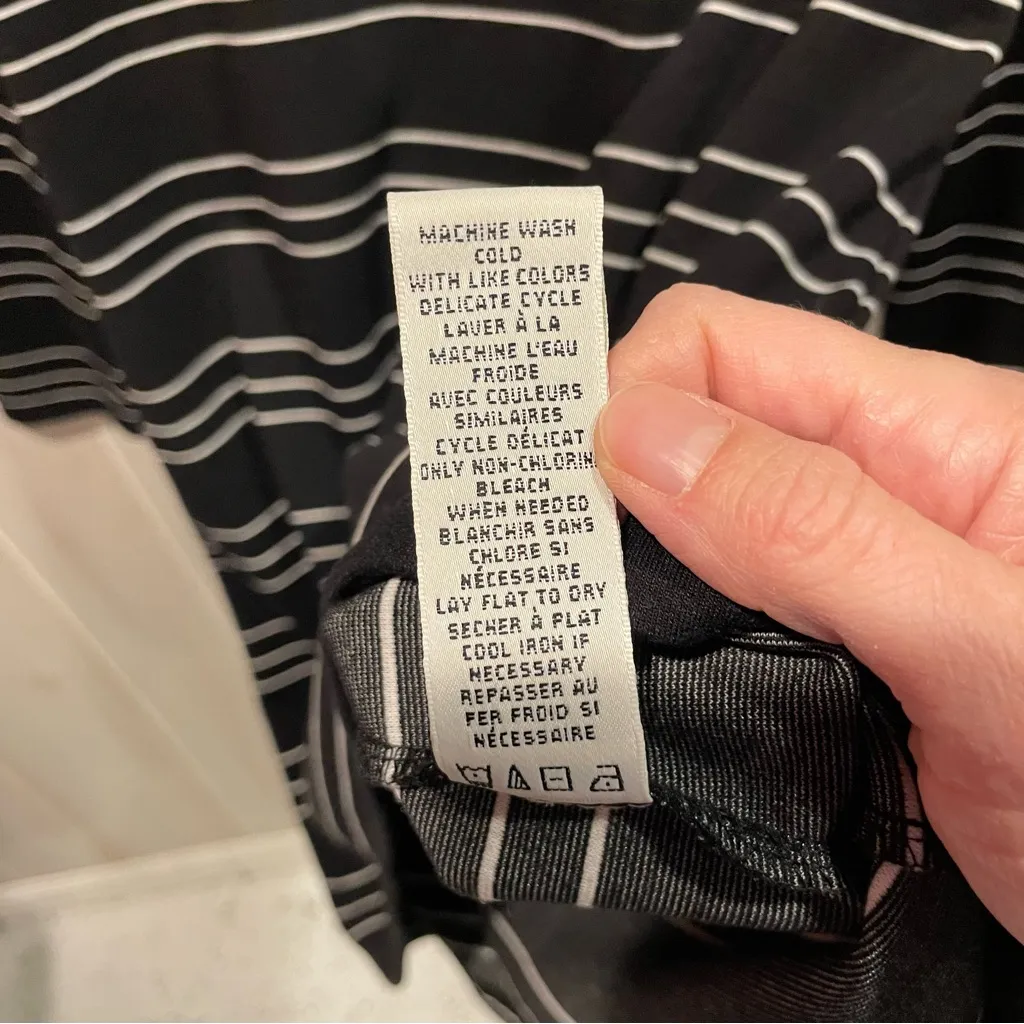 MACHINE WASH
COLD
WITH LIKE COLORS
DELICATE CYCLE
LAVER À LA
MACHINE L'EAU
FROIDE
AVEC COULEURS
SIMILAIRES
CYCLE DÉLICAT
ONLY NON-CHLORIN
BLEACH
WHEN NEEDED
BLANCHIR SANS
CHLORE SI
NÉCESSAIRE
LAY FLAT TO DRY
SECHER À PLAT
COOL IRON IF
NECESSARY
REPASSER AU
FER FROID SI
NÉCESSAIRE